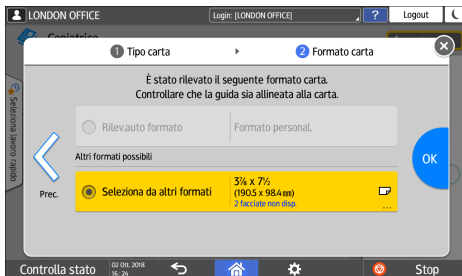 LONDON OFFICE
Login: [LONDON OFFICE]
?
Logout
Copiatrice
1 Tipo carta
2 Formato carta
È stato rilevato il seguente formato carta.
Controllare che la guida sia allineata alla carta.
Seleziona lavoro rapido
Rilev.auto formato
Formato personal.
Altri formati possibili
OK
Prec.
Seleziona da altri formati
3⅞ x 7½
(190.5 x 98.4 mm)
2 facciate non disp.
...
Controlla stato
02 Ott. 2018
16:24
Stop